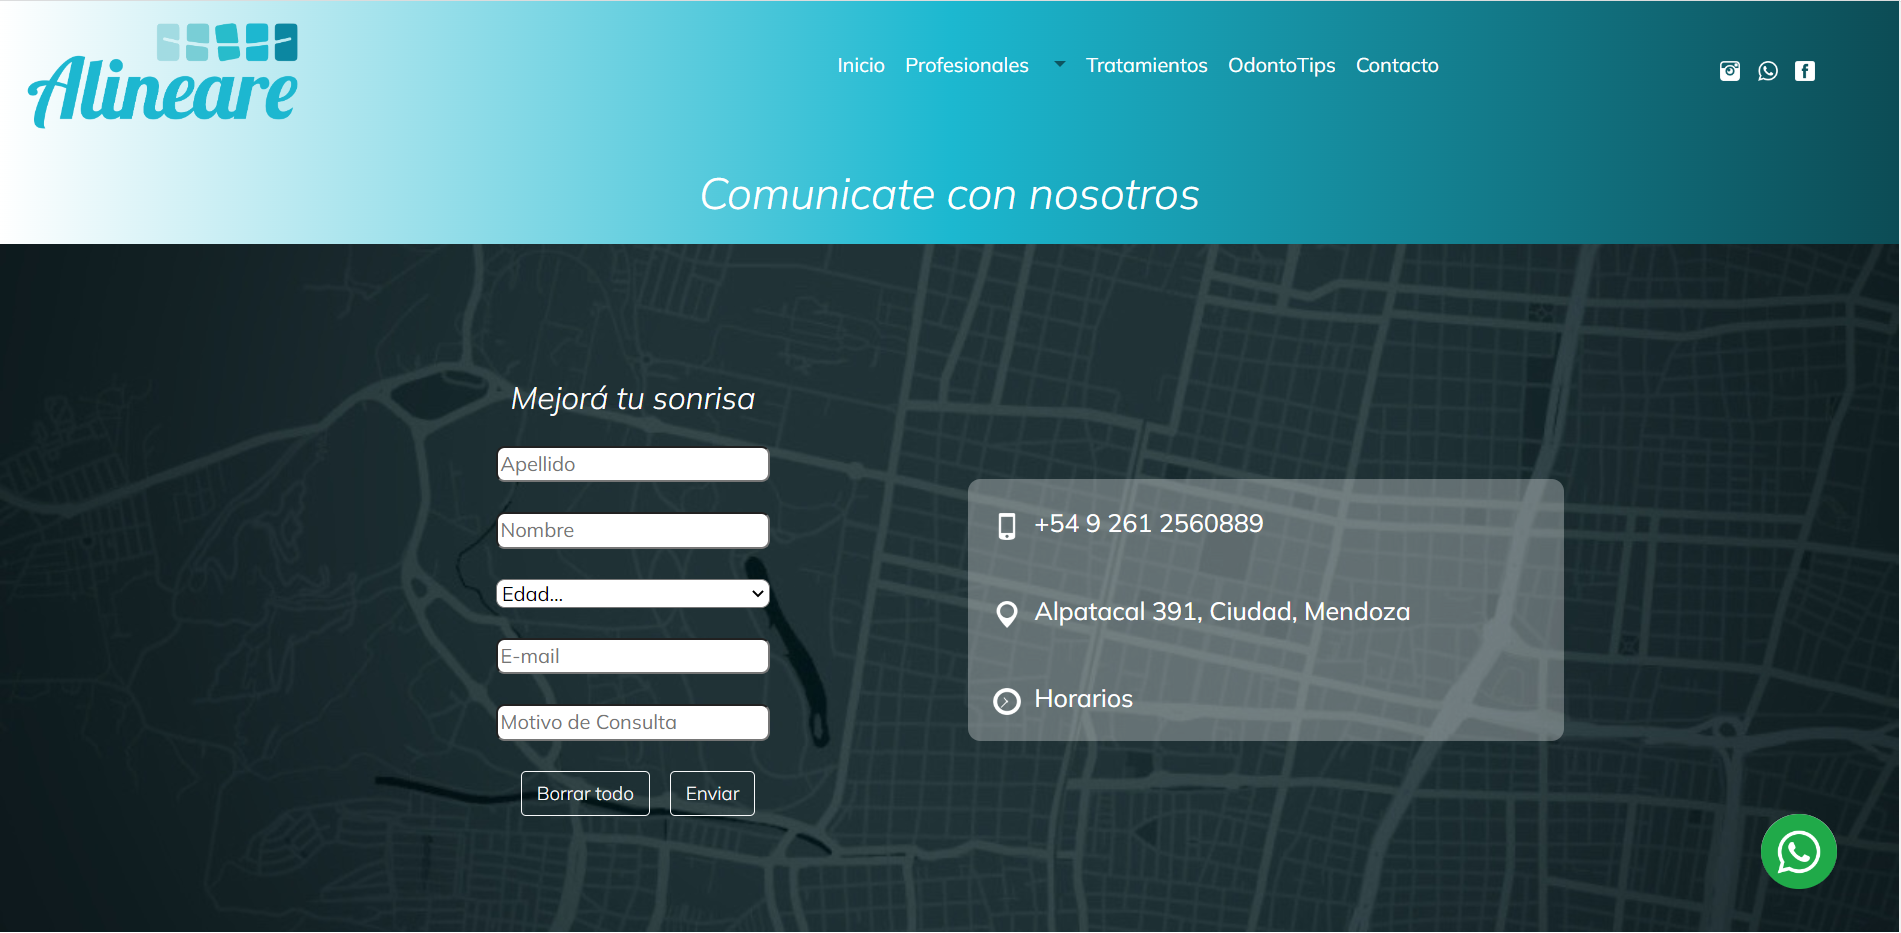 Alineare
Inicio Profesionales Tratamientos OdontoTips Contacto
Comunicate con nosotros
Mejorá tu sonrisa
Apellido
Nombre
Edad...
E-mail
Motivo de Consulta
Borrar todo Enviar
+54 9 261 2560889
Alpatacal 391, Ciudad, Mendoza
Horarios